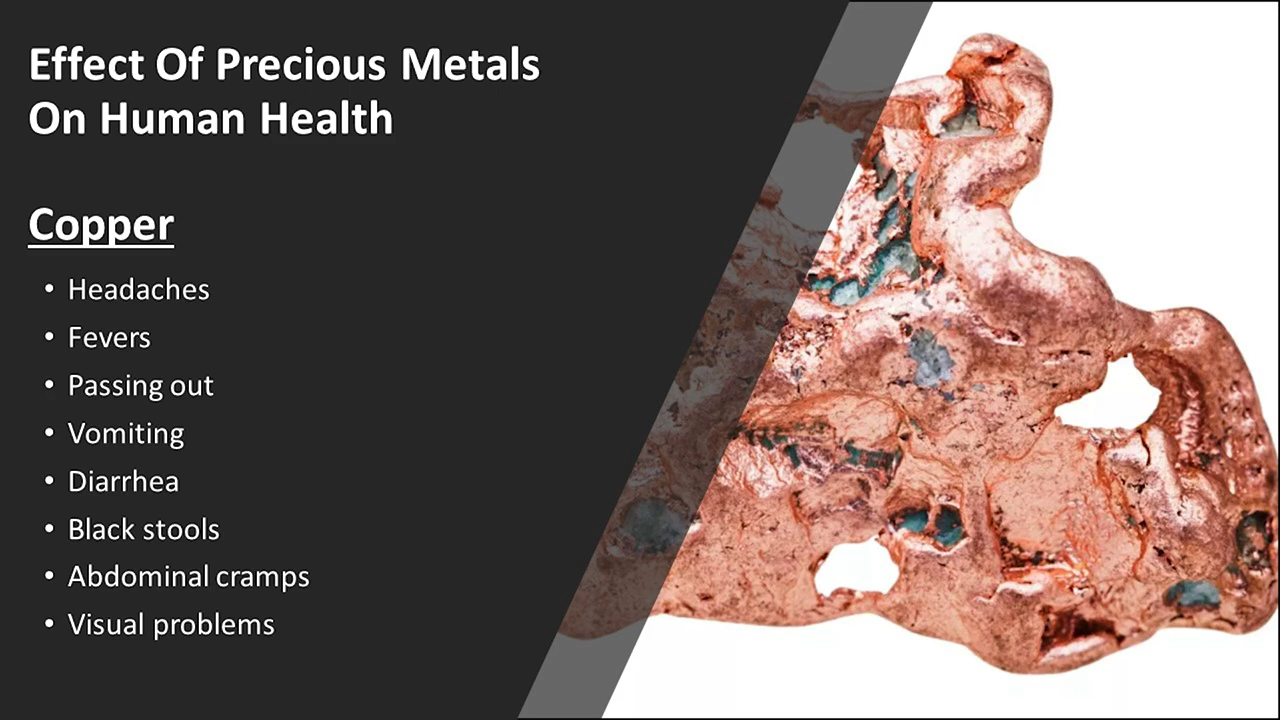 Effect Of Precious Metals
On Human Health
Copper
• Headaches
• Fevers
• Passing out
• Vomiting
• Diarrhea
• Black stools
• Abdominal cramps
• Visual problems